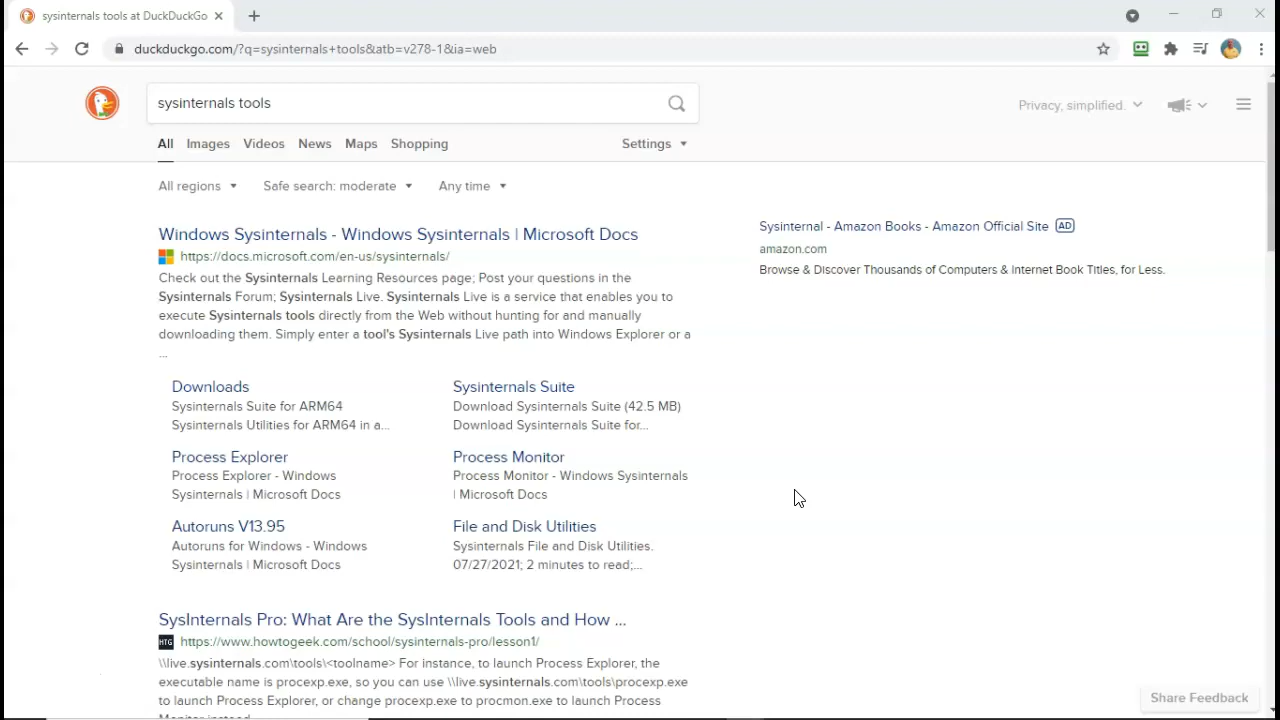 sysinternals tools at DuckDuckGo
duckduckgo.com/?q=sysinternals+tools&atb=v278-1&ia=web
sysinternals tools
Privacy, simplified.
All Images Videos News Maps Shopping Settings
All regions Safe search: moderate Any time
Windows Sysinternals - Windows Sysinternals | Microsoft Docs
https://docs.microsoft.com/en-us/sysinternals/
Check out the Sysinternals Learning Resources page; Post your questions in the
Sysinternals Forum; Sysinternals Live. Sysinternals Live is a service that enables you to
execute Sysinternals tools directly from the Web without hunting for and manually
downloading them. Simply enter a tool's Sysinternals Live path into Windows Explorer or a
...
Downloads
Sysinternals Suite for ARM64
Sysinternals Utilities for ARM64 in a...
Sysinternals Suite
Download Sysinternals Suite (42.5 MB)
Download Sysinternals Suite for...
Process Explorer
Process Explorer - Windows
Sysinternals | Microsoft Docs
Process Monitor
Process Monitor - Windows Sysinternals
| Microsoft Docs
Autoruns V13.95
Autoruns for Windows - Windows
Sysinternals | Microsoft Docs
File and Disk Utilities
Sysinternals File and Disk Utilities.
07/27/2021; 2 minutes to read;...
SysInternals Pro: What Are the SysInternals Tools and How ...
HTG https://www.howtogeek.com/school/sysinternals-pro/lesson1/
\\live.sysinternals.com\tools\<toolname> For instance, to launch Process Explorer, the
executable name is procexp.exe, so you can use \\live.sysinternals.com\tools\procexp.exe
to launch Process Explorer, or change procexp.exe to procmon.exe to launch Process
Monitor instead.
Sysinternal - Amazon Books - Amazon Official Site AD
amazon.com
Browse & Discover Thousands of Computers & Internet Book Titles, for Less.
Share Feedback